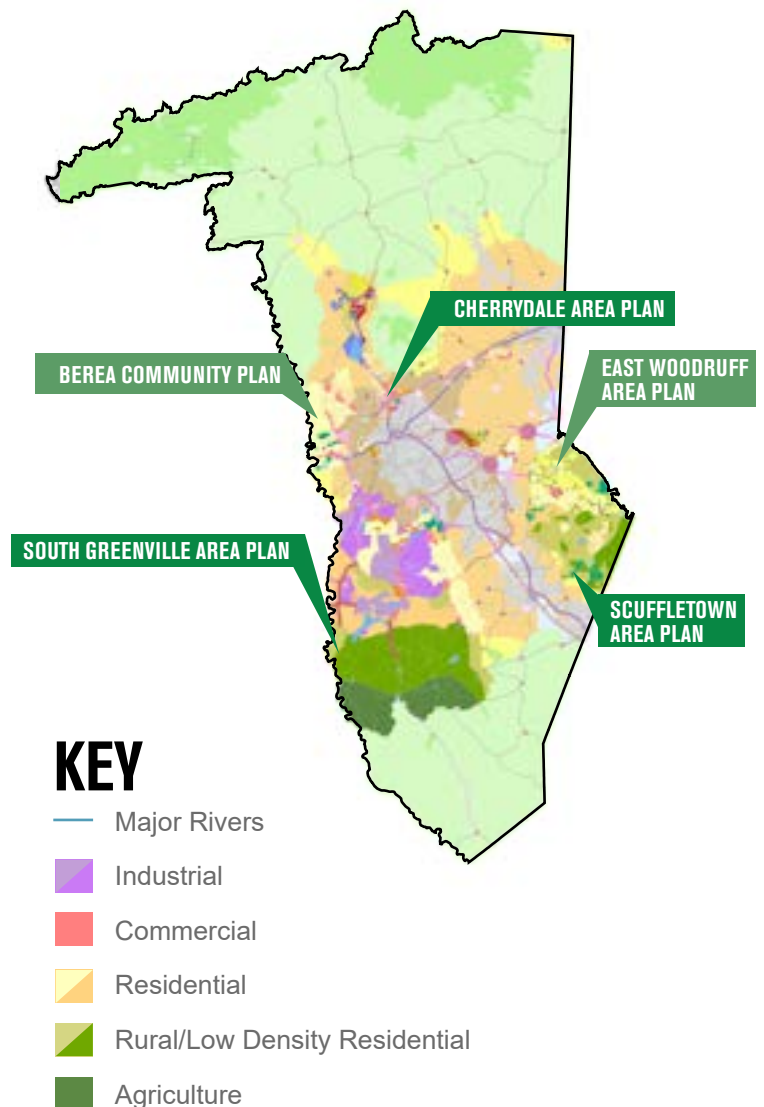 CHERRYDALE AREA PLAN
BEREA COMMUNITY PLAN
EAST WOODRUFF
AREA PLAN
SOUTH GREENVILLE AREA PLAN
SCUFFLETOWN
AREA PLAN
KEY
Major Rivers
Industrial
Commercial
Residential
Rural/Low Density Residential
Agriculture